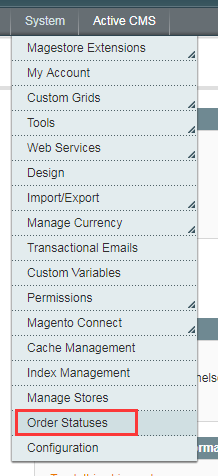 System Active CMS
Magestore Extensions
My Account
Custom Grids
Tools
Web Services
Design
Import/Export
Manage Currency
Transactional Emails
Custom Variables
Permissions
Magento Connect
Cache Management
Index Management
Manage Stores
Order Statuses
Configuration